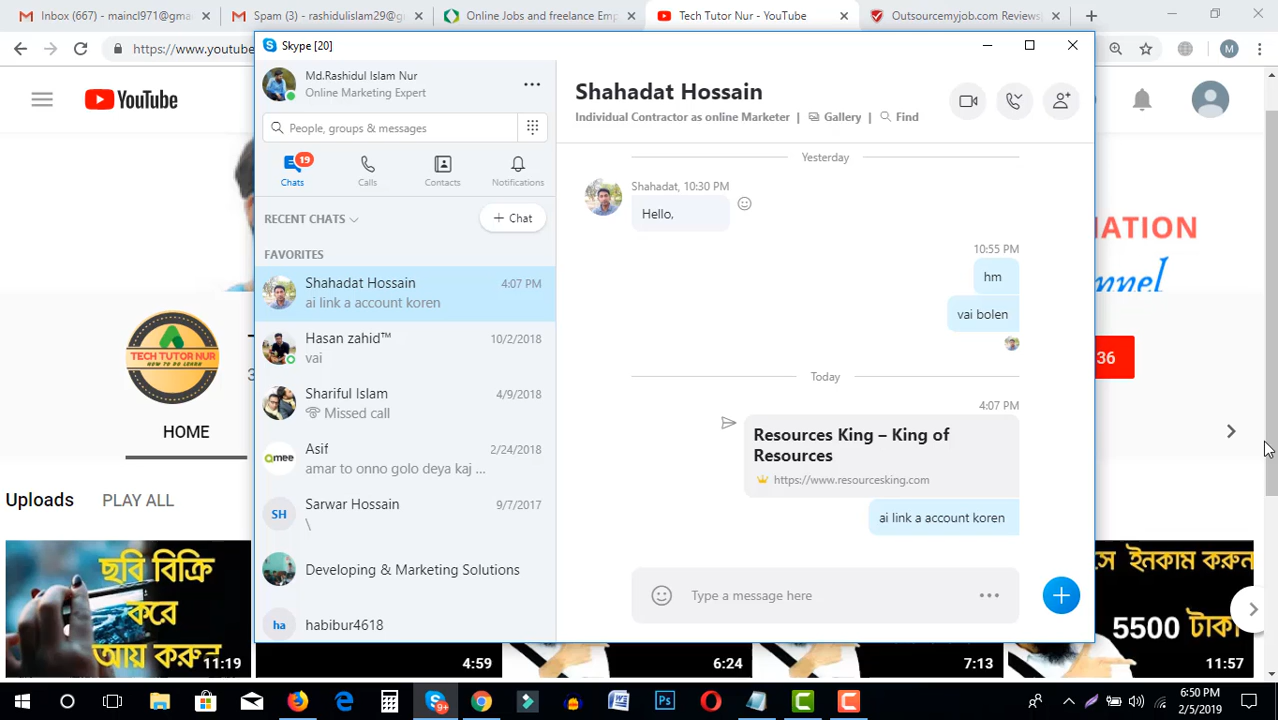 Inbox (667) - maincl971@gma
Spam (3) - rashidulislam29@g
Online Jobs and freelance Emp
Tech Tutor Nur - YouTube
Outsourcemyjob.com Reviews
https://www.youtub
M
YouTube
Skype [20]
Md.Rashidul Islam Nur
Online Marketing Expert
People, groups & messages
19
Chats
Calls
Contacts
Notifications
RECENT CHATS
Chat
FAVORITES
Shahadat Hossain
4:07 PM
ai link a account koren
Hasan zahid™
10/2/2018
vai
Shariful Islam
4/9/2018
Missed call
Asif
2/24/2018
amar to onno golo deya kaj ...
Qmee
Sarwar Hossain
9/7/2017
SH
\
Developing & Marketing Solutions
ha
habibur4618
Shahadat Hossain
Individual Contractor as online Marketer | Gallery | Find
Yesterday
Shahadat, 10:30 PM
Hello,
10:55 PM
hm
vai bolen
Today
4:07 PM
Resources King – King of
Resources
https://www.resourcesking.com
ai link a account koren
Type a message here
TECH TUTOR NUR
HOW TO DO LEARN
HOME
36
Uploads
PLAY ALL
ছবি বিক্রি
করে
আয় করুন
11:19
4:59
6:24
7:13
সে ইনকাম করুন
5500 টাকা
11:57
9+
6:50 PM
2/5/2019